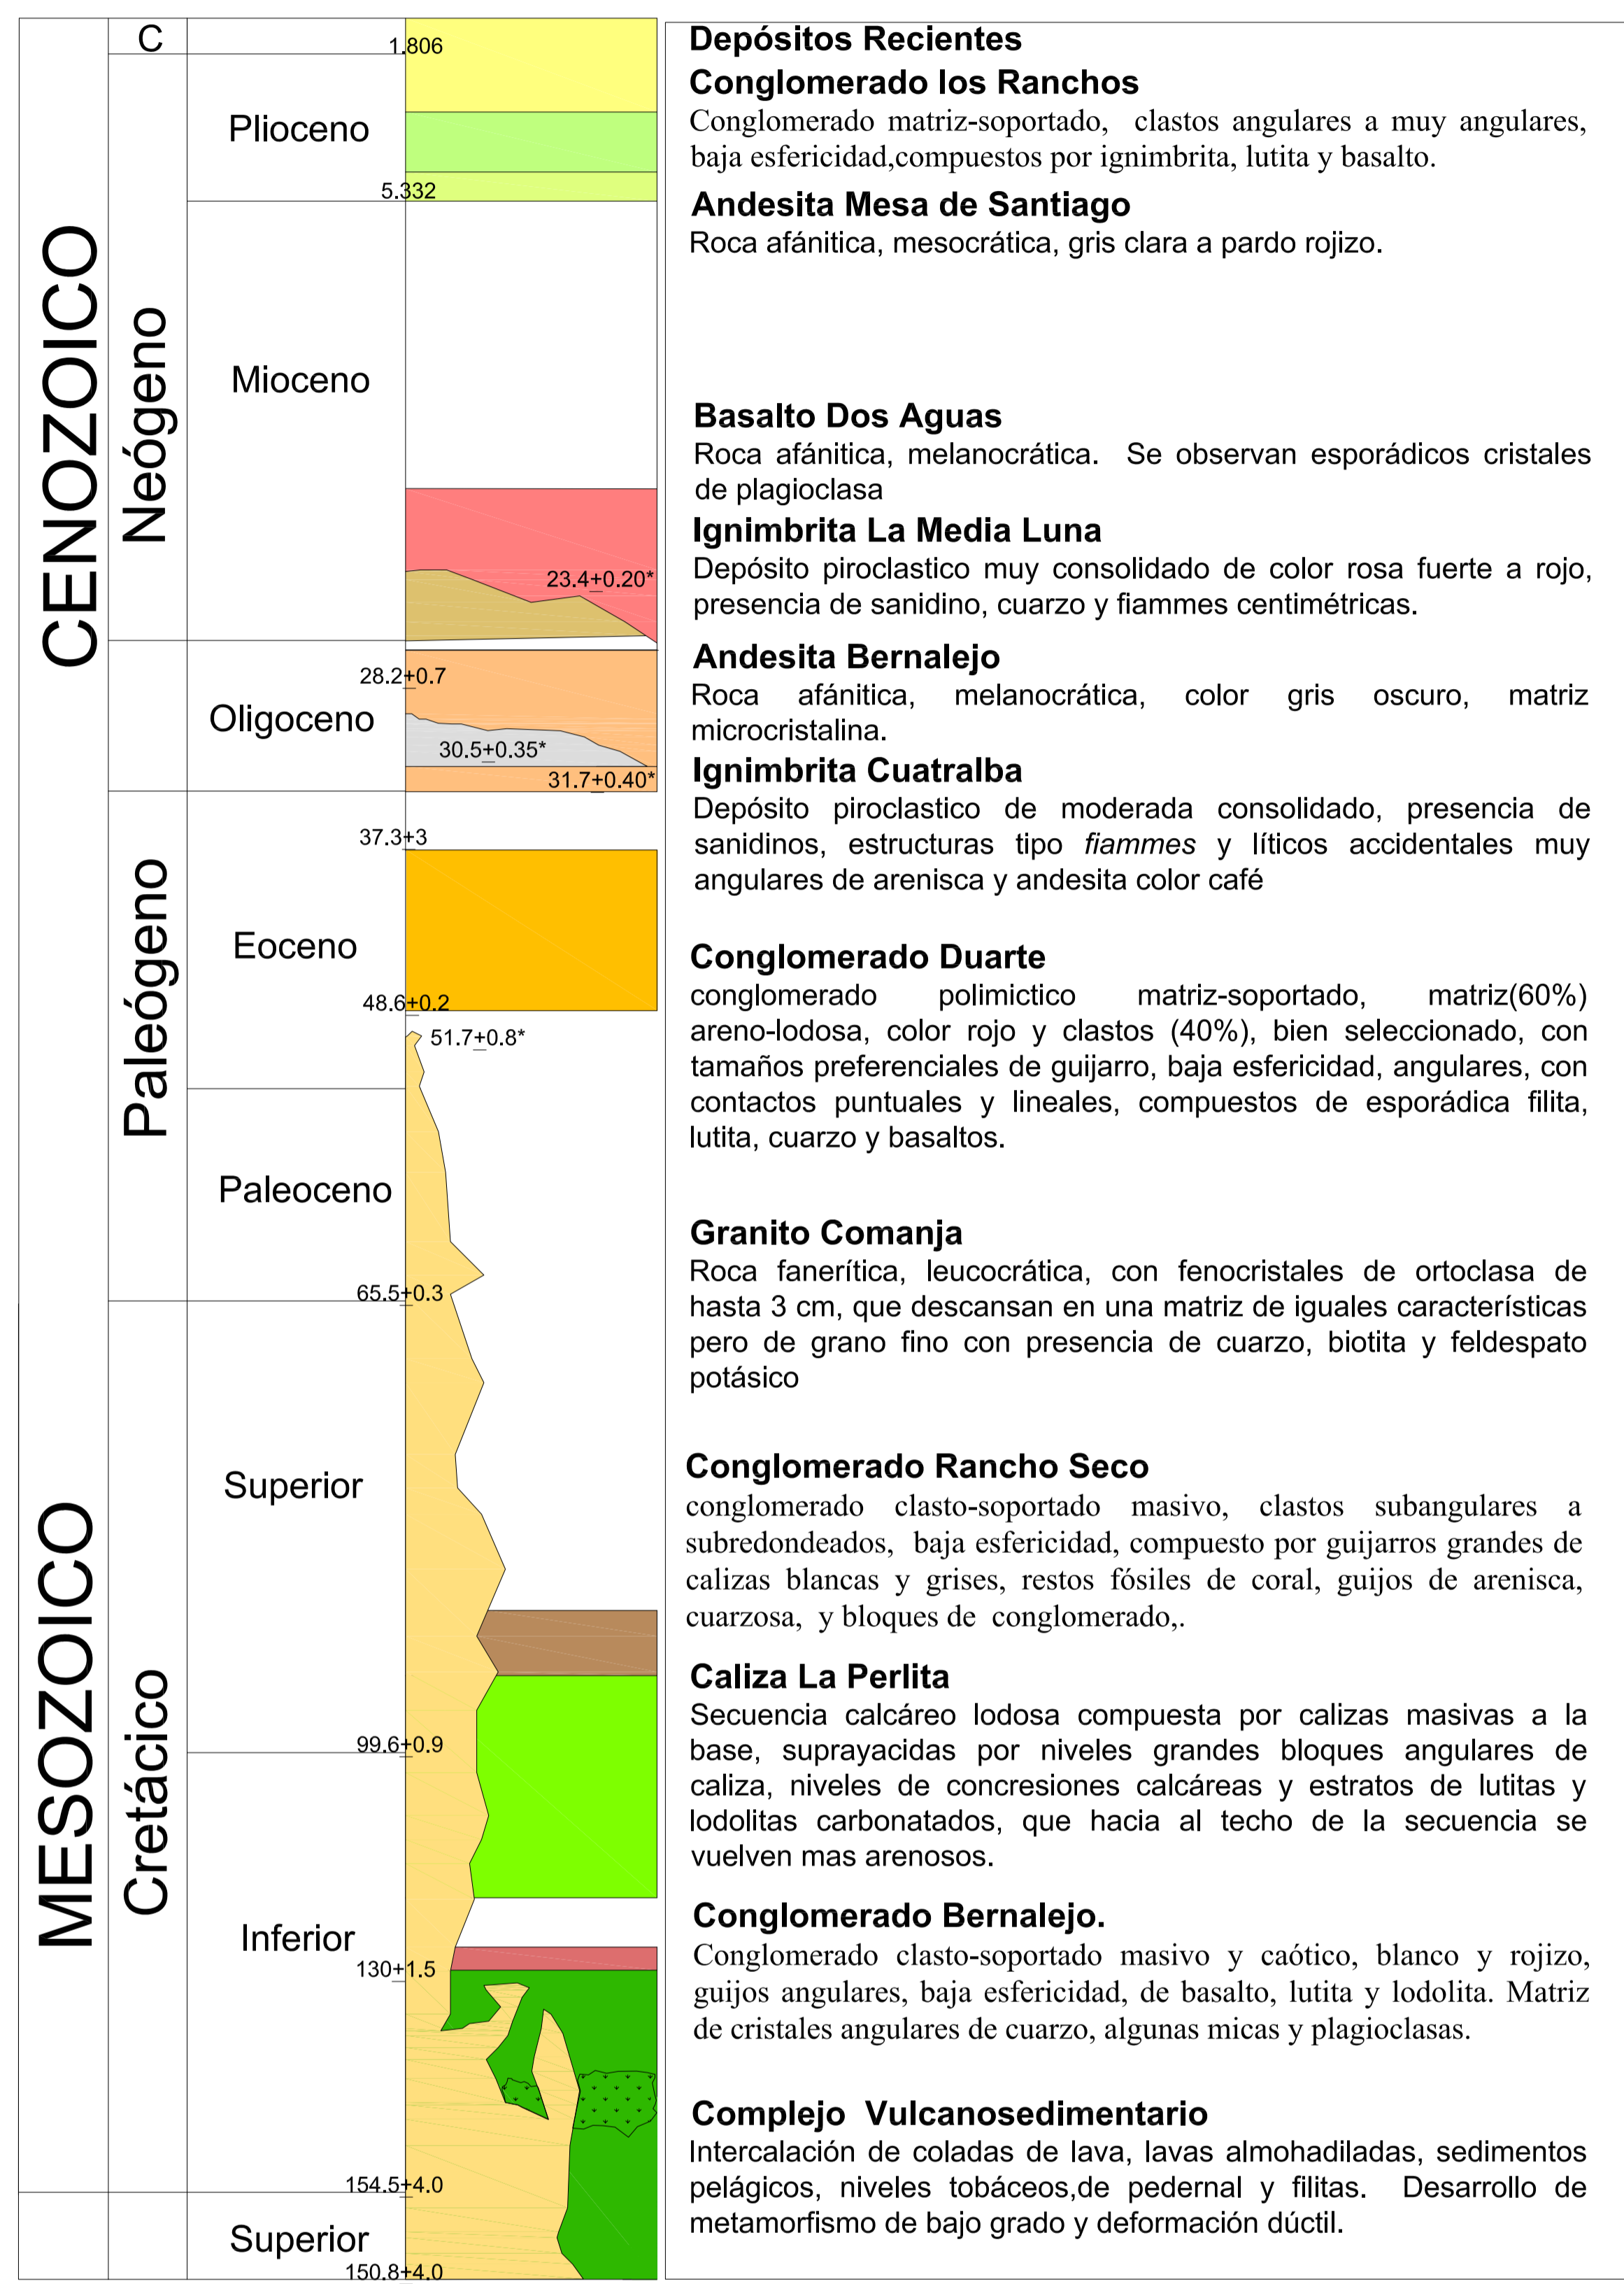 CENOZOICO
MESOZOICO
C
Neógeno
Paleógeno
Cretácico
Plioceno
Mioceno
Oligoceno
Eoceno
Paleoceno
Superior
Inferior
Superior
1.806
5.332
23.4±0.20*
28.2±0.7
30.5±0.35*
31.7±0.40*
37.3±3
48.6±0.2
51.7±0.8*
65.5±0.3
99.6±0.9
130±1.5
154.5±4.0
150.8±4.0
Depósitos Recientes
Conglomerado los Ranchos
Conglomerado matriz-soportado, clastos angulares a muy angulares,
baja esfericidad,compuestos por ignimbrita, lutita y basalto.
Andesita Mesa de Santiago
Roca afánitica, mesocrática, gris clara a pardo rojizo.
Basalto Dos Aguas
Roca afánitica, melanocrática. Se observan esporádicos cristales
de plagioclasa
Ignimbrita La Media Luna
Depósito piroclastico muy consolidado de color rosa fuerte a rojo,
presencia de sanidino, cuarzo y fiammes centimétricas.
Andesita Bernalejo
Roca afánitica, melanocrática, color gris oscuro, matriz
microcristalina.
Ignimbrita Cuatralba
Depósito piroclastico de moderada consolidado, presencia de
sanidinos, estructuras tipo fiammes y líticos accidentales muy
angulares de arenisca y andesita color café
Conglomerado Duarte
conglomerado polimictico matriz-soportado, matriz(60%)
areno-lodosa, color rojo y clastos (40%), bien seleccionado, con
tamaños preferenciales de guijarro, baja esfericidad, angulares, con
contactos puntuales y lineales, compuestos de esporádica filita,
lutita, cuarzo y basaltos.
Granito Comanja
Roca fanerítica, leucocrática, con fenocristales de ortoclasa de
hasta 3 cm, que descansan en una matriz de iguales características
pero de grano fino con presencia de cuarzo, biotita y feldespato
potásico
Conglomerado Rancho Seco
conglomerado clasto-soportado masivo, clastos subangulares a
subredondeados, baja esfericidad, compuesto por guijarros grandes de
calizas blancas y grises, restos fósiles de coral, guijos de arenisca,
cuarzosa, y bloques de conglomerado,.
Caliza La Perlita
Secuencia calcáreo lodosa compuesta por calizas masivas a la
base, suprayacidas por niveles grandes bloques angulares de
caliza, niveles de concresiones calcáreas y estratos de lutitas y
lodolitas carbonatados, que hacia al techo de la secuencia se
vuelven mas arenosos.
Conglomerado Bernalejo.
Conglomerado clasto-soportado masivo y caótico, blanco y rojizo,
guijos angulares, baja esfericidad, de basalto, lutita y lodolita. Matriz
de cristales angulares de cuarzo, algunas micas y plagioclasas.
Complejo Vulcanosedimentario
Intercalación de coladas de lava, lavas almohadiladas, sedimentos
pelágicos, niveles tobáceos,de pedernal y filitas. Desarrollo de
metamorfismo de bajo grado y deformación dúctil.